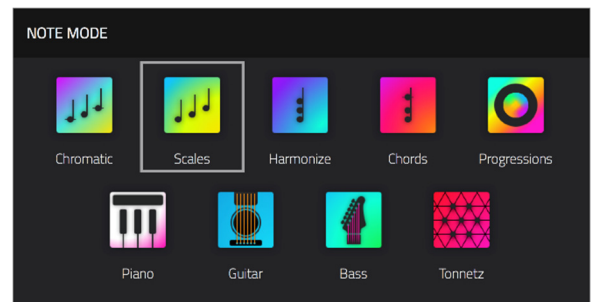 NOTE MODE
Chromatic Scales Harmonize Chords Progressions
Piano Guitar Bass Tonnetz